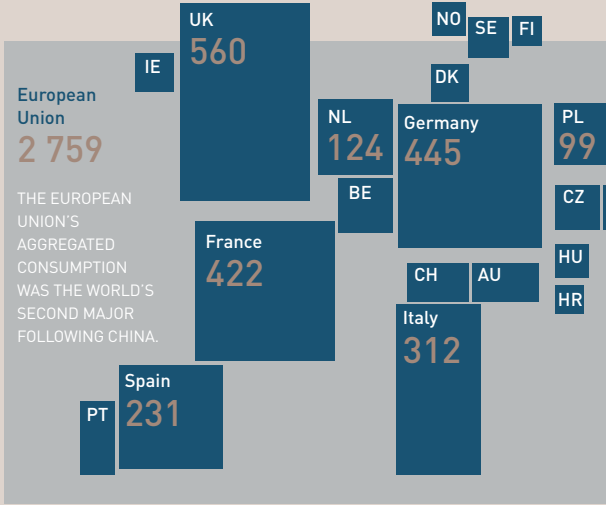 UK
560
NO
SE
FI
IE
DK
European
Union
2 759
NL
124
Germany
445
PL
99
THE EUROPEAN
UNION'S
AGGREGATED
CONSUMPTION
WAS THE WORLD'S
SECOND MAJOR
FOLLOWING CHINA.
BE
CZ
France
422
HU
CH
AU
HR
Italy
312
Spain
231
PT